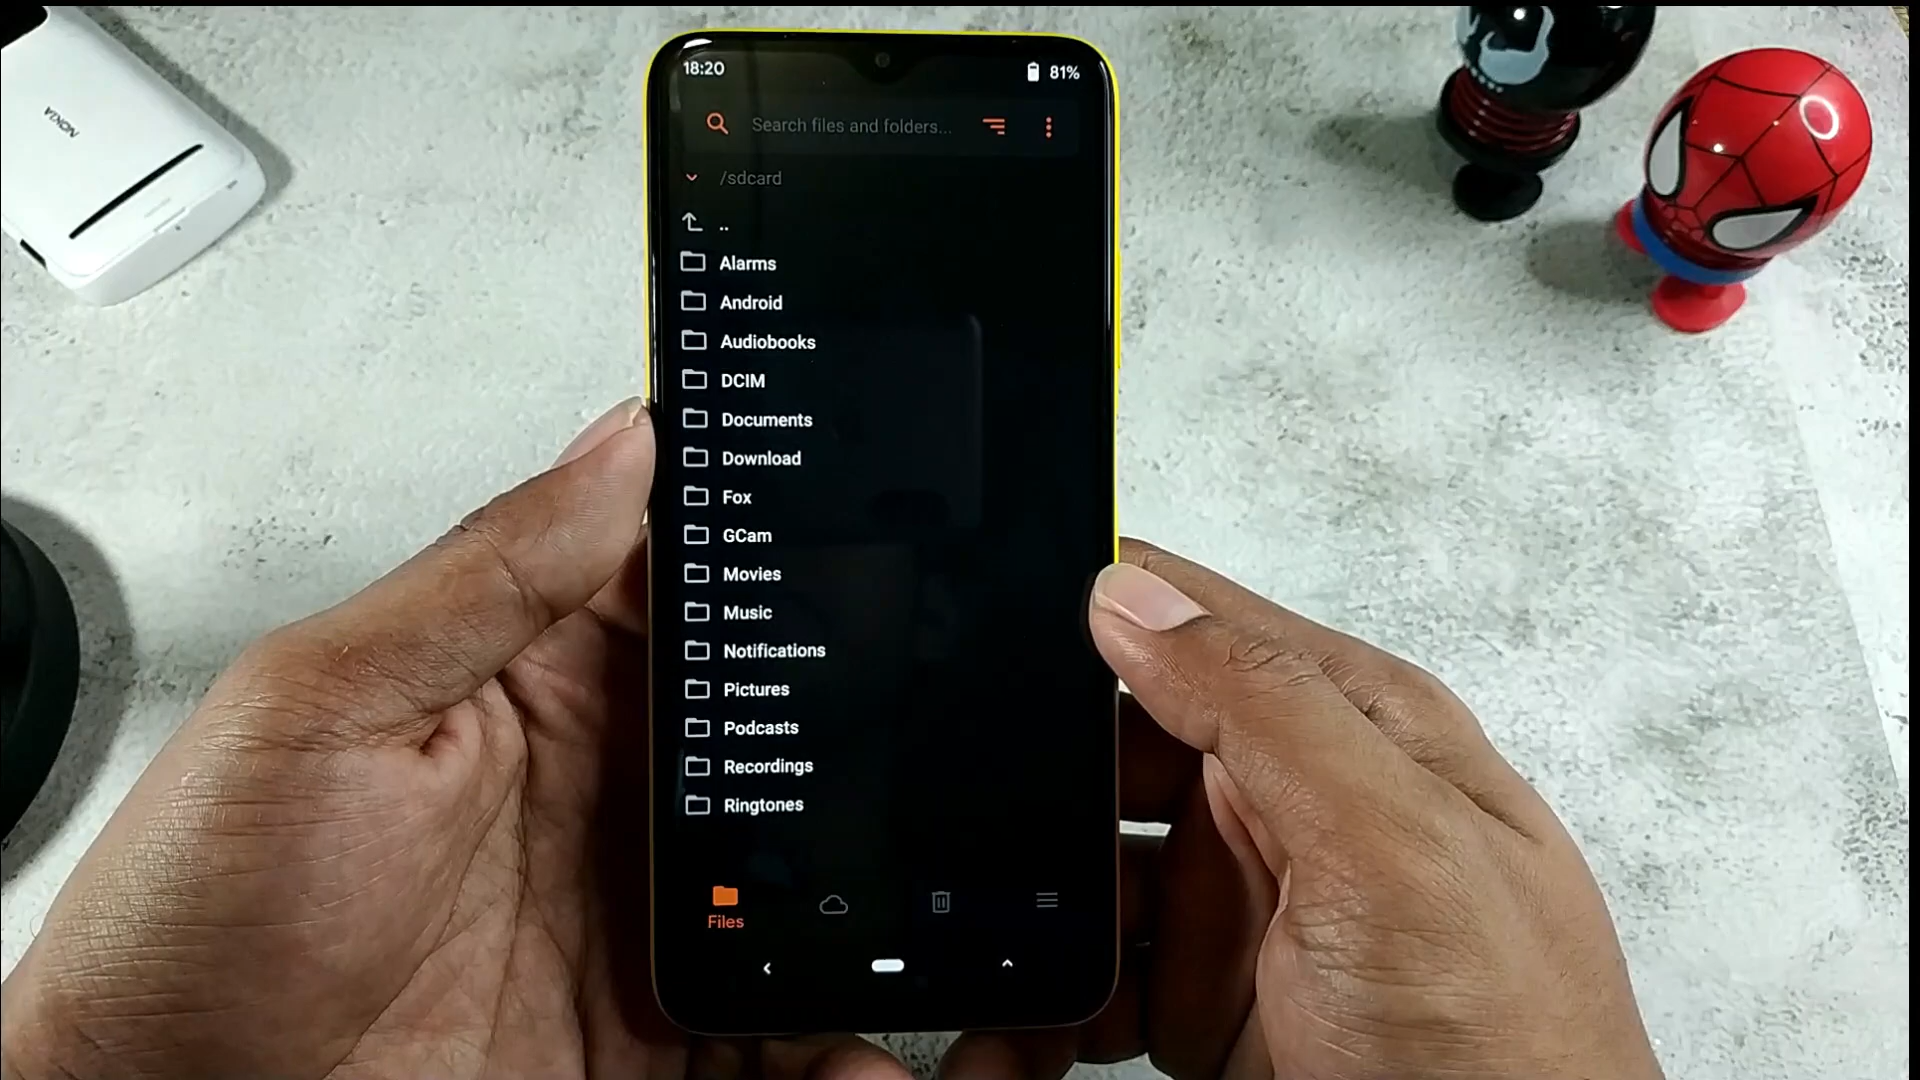 NOKIA
18:20
81%
Search files and folders...
/sdcard
..
Alarms
Android
Audiobooks
DCIM
Documents
Download
Fox
GCam
Movies
Music
Notifications
Pictures
Podcasts
Recordings
Ringtones
Files